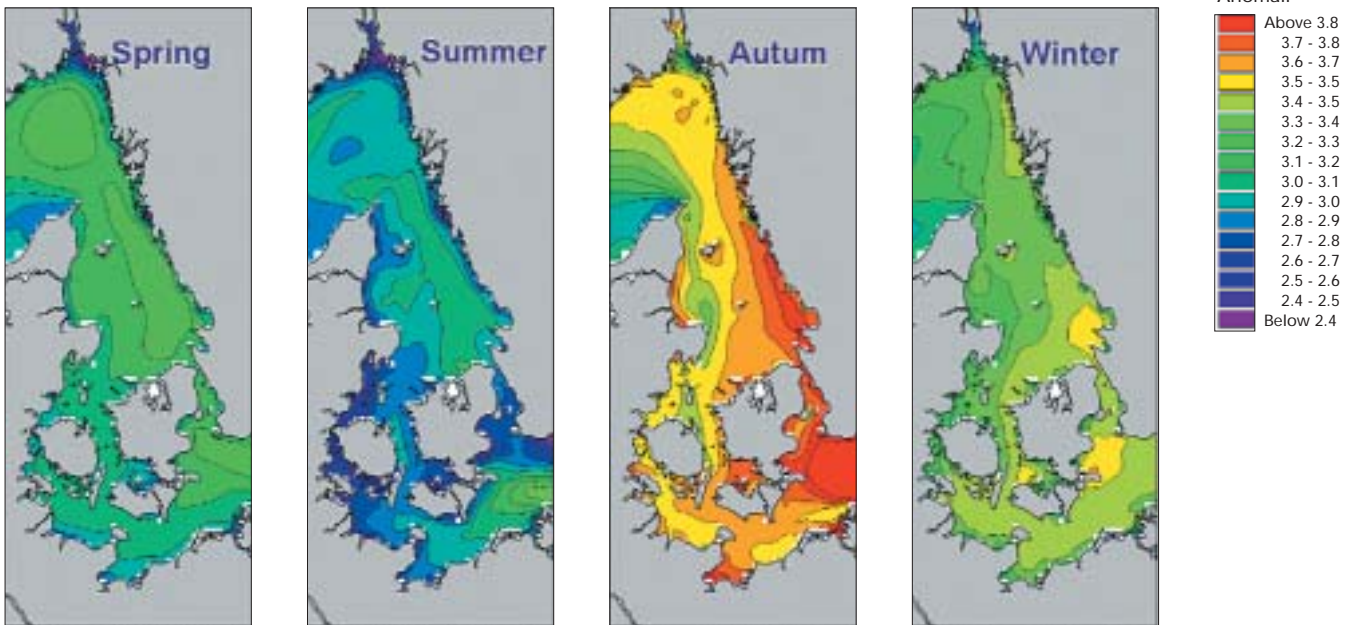 Spring
Summer
Autum
Winter
Above 3.8
3.7 - 3.8
3.6 - 3.7
3.5 - 3.5
3.4 - 3.5
3.3 - 3.4
3.2 - 3.3
3.1 - 3.2
3.0 - 3.1
2.9 - 3.0
2.8 - 2.9
2.7 - 2.8
2.6 - 2.7
2.5 - 2.6
2.4 - 2.5
Below 2.4